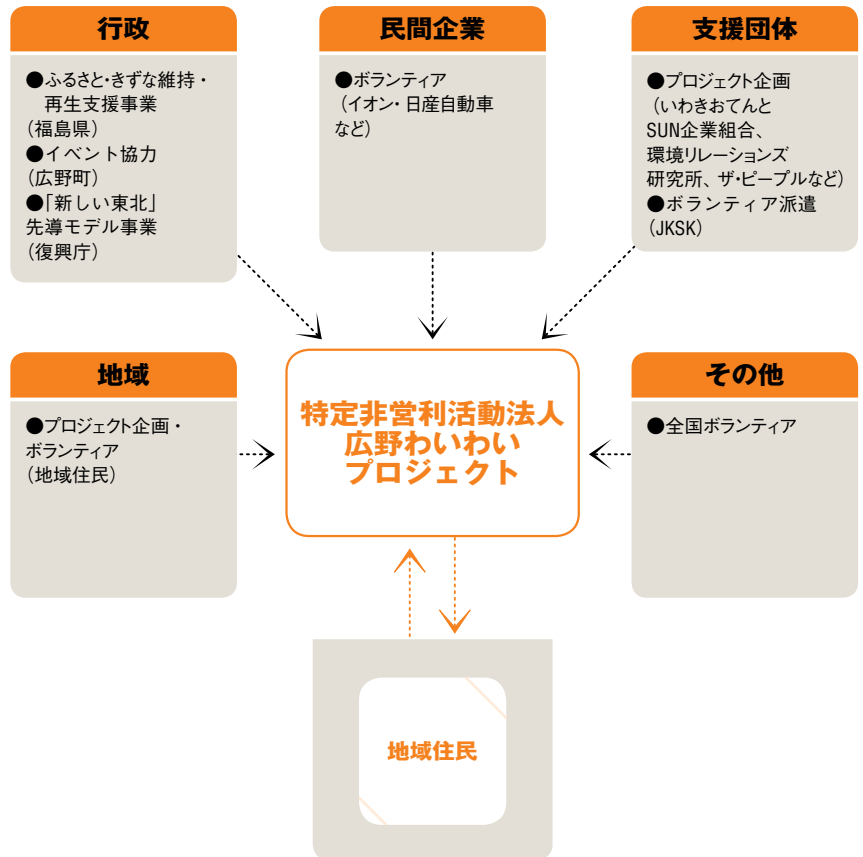 行政
●ふるさと・きずな維持・
再生支援事業
(福島県)
●イベント協力
(広野町)
●「新しい東北」
先導モデル事業
(復興庁)
民間企業
●ボランティア
(イオン・日産自動車
など)
支援団体
●プロジェクト企画
(いわきおてんと
SUN企業組合、
環境リレーションズ
研究所、ザ・ピープルなど)
●ボランティア派遣
(JKSK)
地域
●プロジェクト企画・
ボランティア
(地域住民)
特定非営利活動法人
広野わいわい
プロジェクト
その他
●全国ボランティア
地域住民